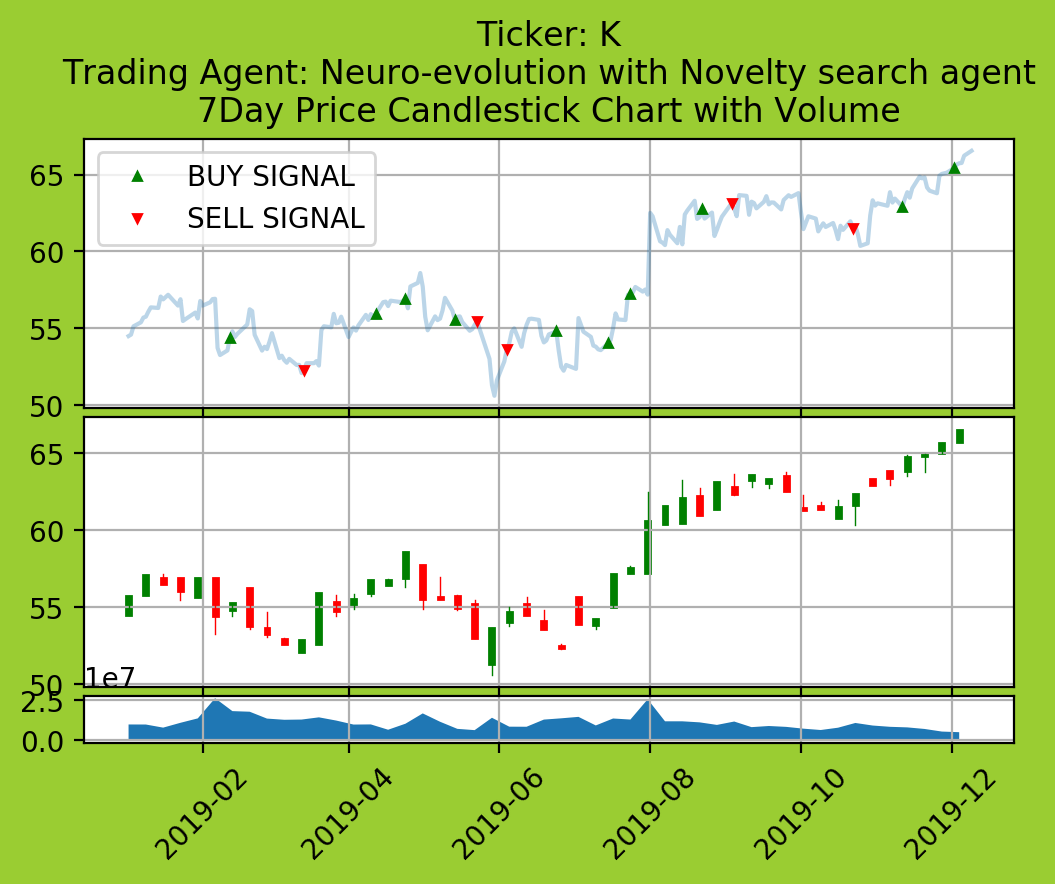 Ticker: K
Trading Agent: Neuro-evolution with Novelty search agent
7Day Price Candlestick Chart with Volume
BUY SIGNAL
SELL SIGNAL
65
60
55
50
65
60
55
50
1e7
2.5
0.0
2019-02
2019-04
2019-06
2019-08
2019-10
2019-12